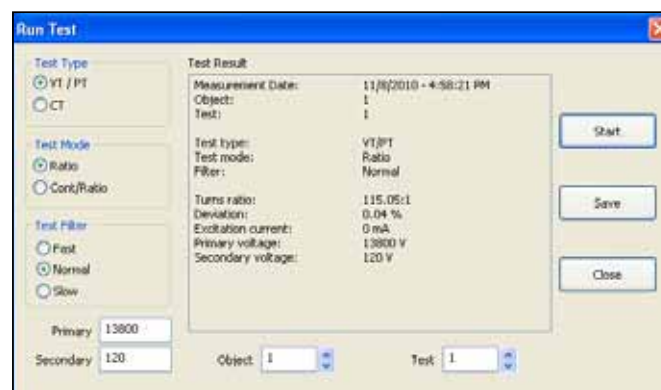 Run Test
Test Type
VT / PT
CT
Test Mode
Ratio
Cont/Ratio
Test Filter
Fast
Normal
Slow
Primary 13800
Secondary 120
Test Result
Measurement Date: 11/8/2010 - 4:58:21 PM
Object: 1
Test: 1
Test type: VT/PT
Test mode: Ratio
Filter: Normal
Turns ratio: 115.05:1
Deviation: 0.04 %
Excitation current: 0 mA
Primary voltage: 13800 V
Secondary voltage: 120 V
Object 1
Test 1
Start
Save
Close